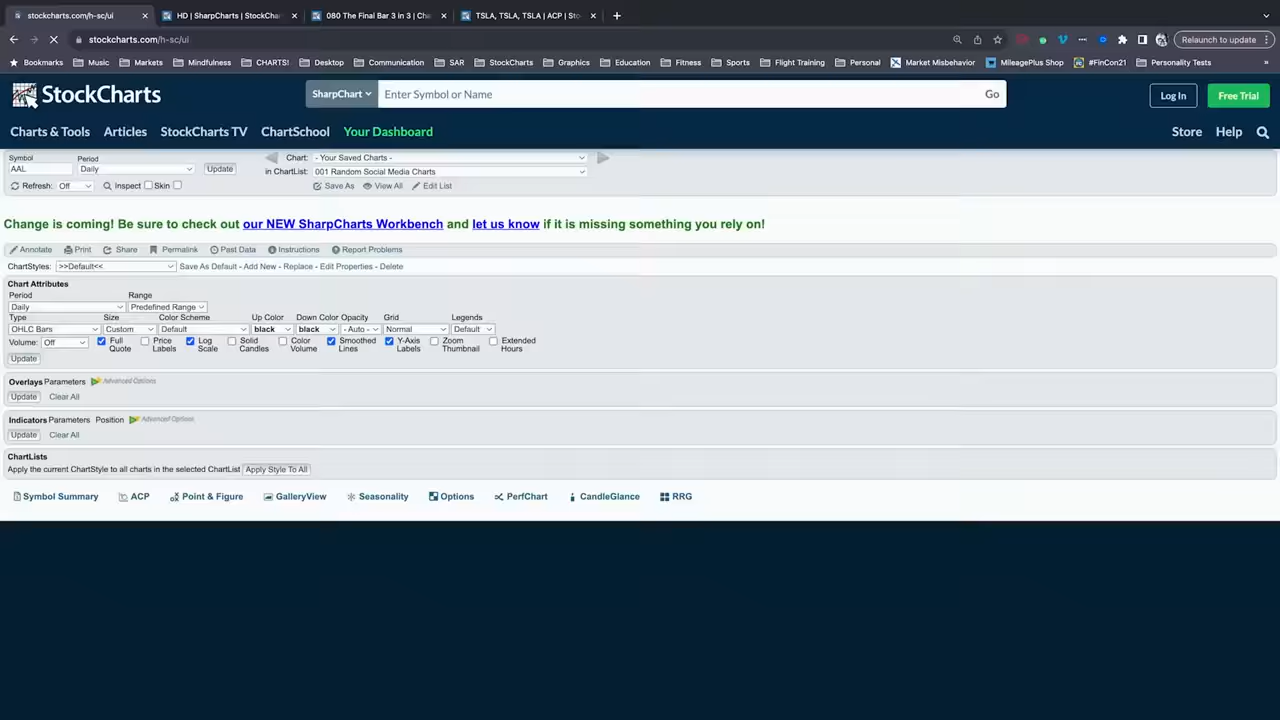 stockcharts.com/h-sc/ui
HD | SharpCharts | StockChar
080 The Final Bar 3 In 3 | Cha
TSLA, TSLA, TSLA | ACP | Sto
stockcharts.com/h-sc/ui
Relaunch to update
Bookmarks Music Markets Mindfulness CHARTS! Desktop Communication SAR StockCharts Graphics Education Fitness Sports Flight Training Personal Market Misbehavior MileagePlus Shop #FinCon21 Personality Tests »
StockCharts
SharpChart Enter Symbol or Name Go
Log In Free Trial
Charts & Tools Articles StockCharts TV ChartSchool Your Dashboard
Store Help
Symbol Period Chart: - Your Saved Charts -
AAL Daily Update in ChartList: 001 Random Social Media Charts
Refresh: Off Inspect Skin Save As View All Edit List
Change is coming! Be sure to check out our NEW SharpCharts Workbench and let us know if it is missing something you rely on!
Annotate Print Share Permalink Past Data Instructions Report Problems
ChartStyles: >>Default<< Save As Default - Add New - Replace - Edit Properties - Delete
Chart Attributes
Period Range
Daily Predefined Range
Type Size Color Scheme Up Color Down Color Opacity Grid Legends
OHLC Bars Custom Default black black - Auto - Normal Default
Volume: Off Full Quote Price Labels Log Scale Solid Candles Color Volume Smoothed Lines Y-Axis Labels Zoom Thumbnail Extended Hours
Update
Overlays Parameters Advanced Options
Update Clear All
Indicators Parameters Position Advanced Options
Update Clear All
ChartLists
Apply the current ChartStyle to all charts in the selected ChartList Apply Style To All
Symbol Summary ACP Point & Figure GalleryView Seasonality Options PerfChart CandleGlance RRG